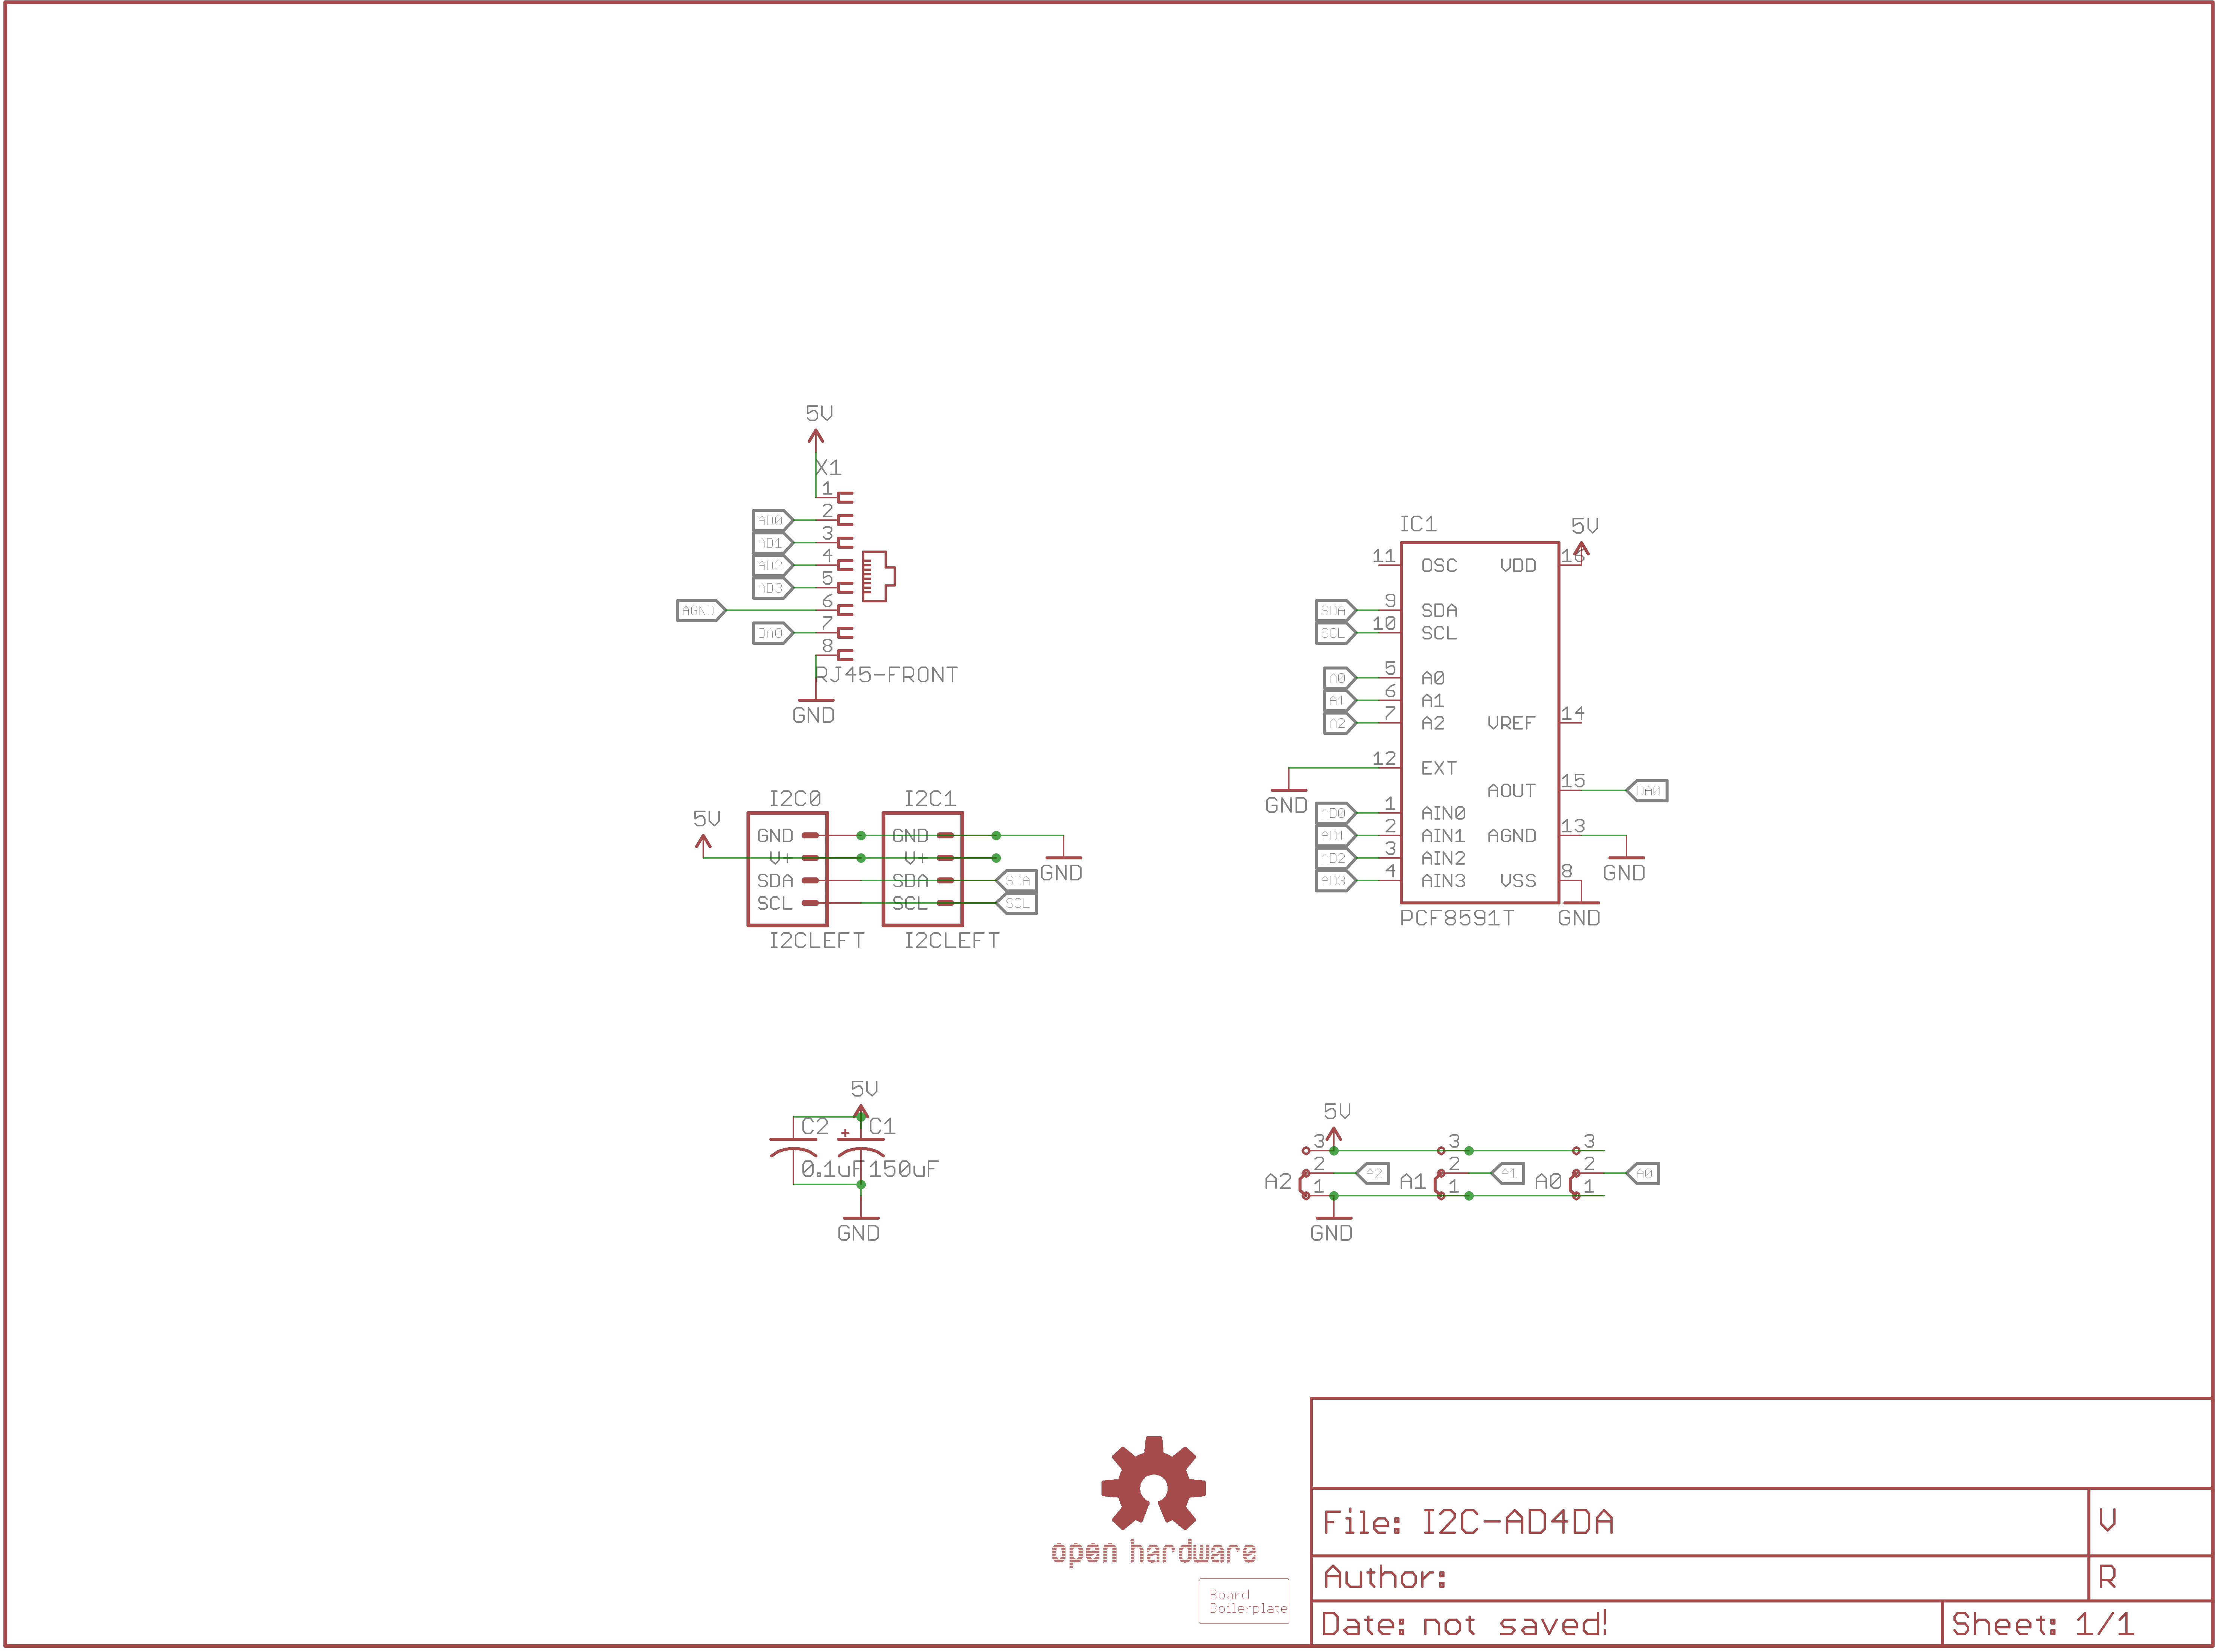 5V
X1
1
2
3
4
5
6
7
8
AD0
AD1
AD2
AD3
AGND
DA0
RJ45-FRONT
GND
I2C0
I2C1
5V
GND
V+
SDA
SCL
GND
V+
SDA
SCL
SDA
SCL
GND
I2CLEFT
I2CLEFT
5V
C2
C1
+
0.1uF
150uF
GND
IC1
5V
11
OSC
VDD
16
SDA
9
SDA
SCL
10
SCL
A0
5
A0
A1
6
A1
A2
7
A2
VREF
14
12
EXT
GND
AOUT
15
DA0
AD0
1
AIN0
AD1
2
AIN1
AGND
13
AD2
3
AIN2
AD3
4
AIN3
VSS
8
GND
PCF8591T
GND
5V
3
2
1
A2
A2
3
2
1
A1
A1
3
2
1
A0
A0
GND
open hardware
Board
Boilerplate
File: I2C-AD4DA
V
Author:
R
Date: not saved!
Sheet: 1/1